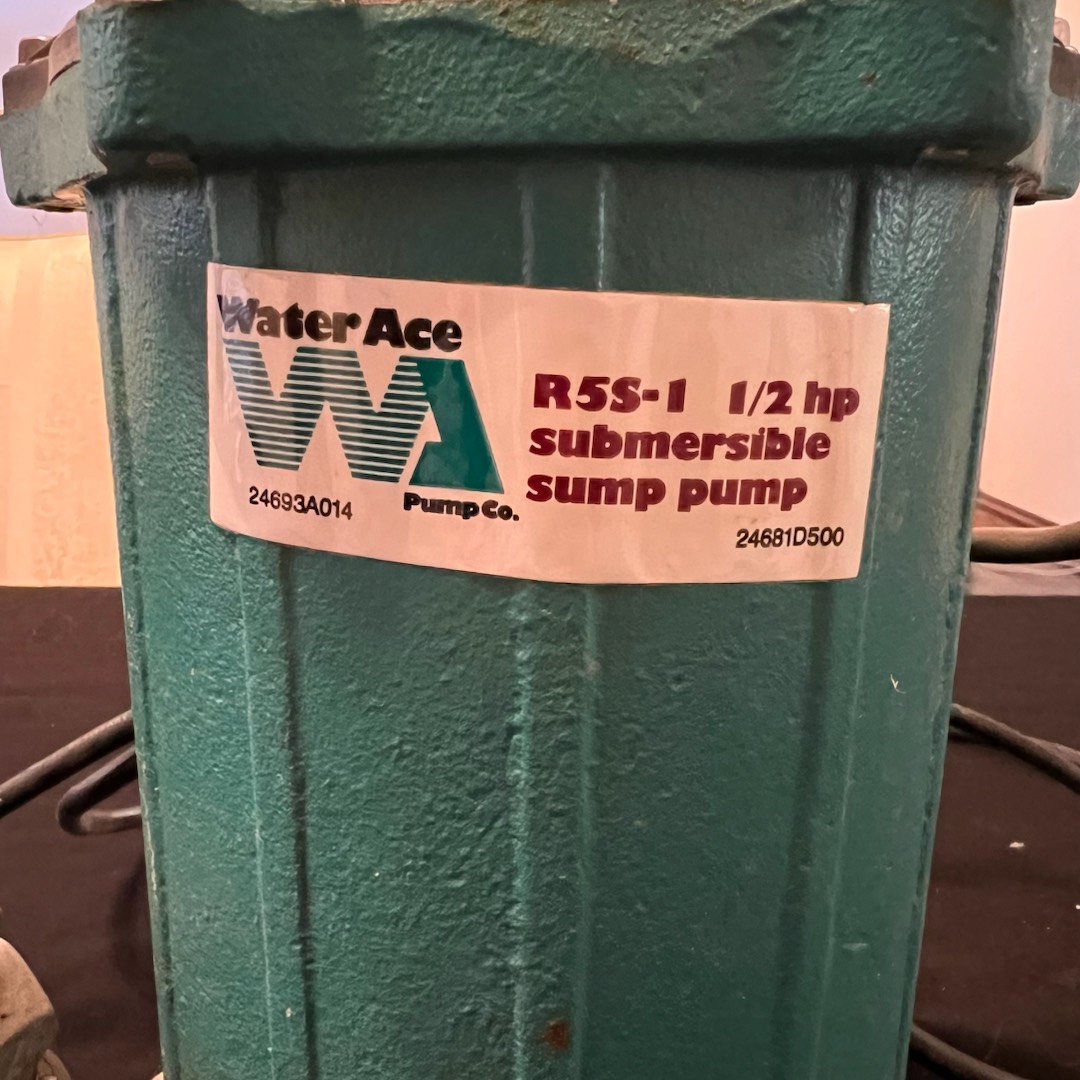 Water Ace
WA
R5S-1 1/2 hp
submersible
sump pump
24693A014
Pump Co.
24681D500